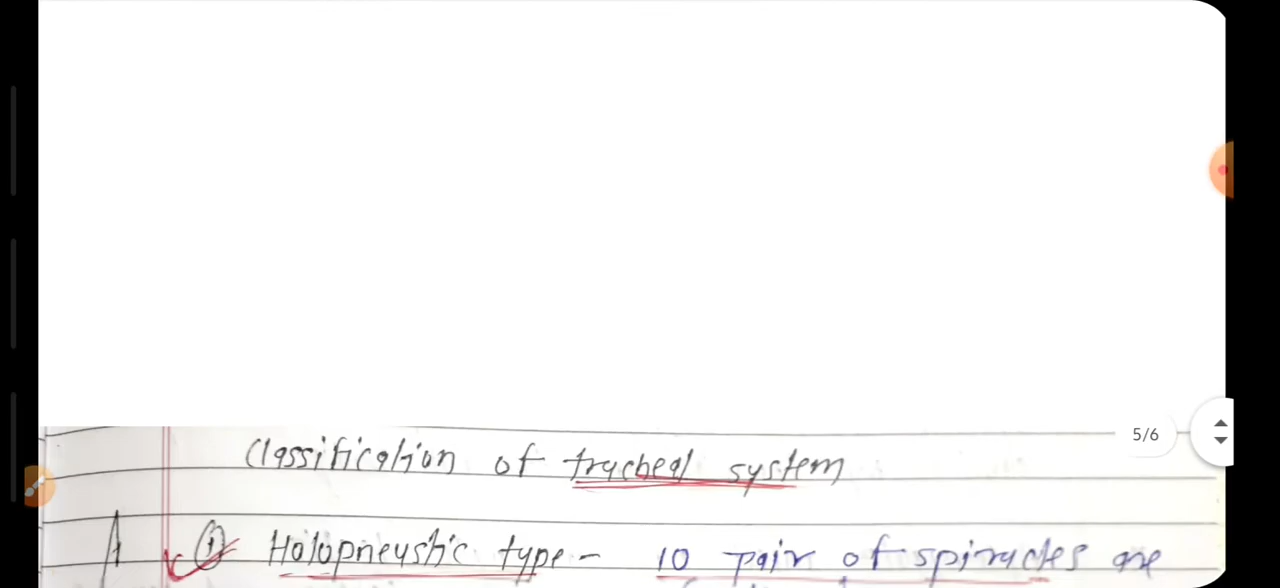 5/6
Classification of tracheal system
A ① Holopneustic type - 10 pair of spiracles are